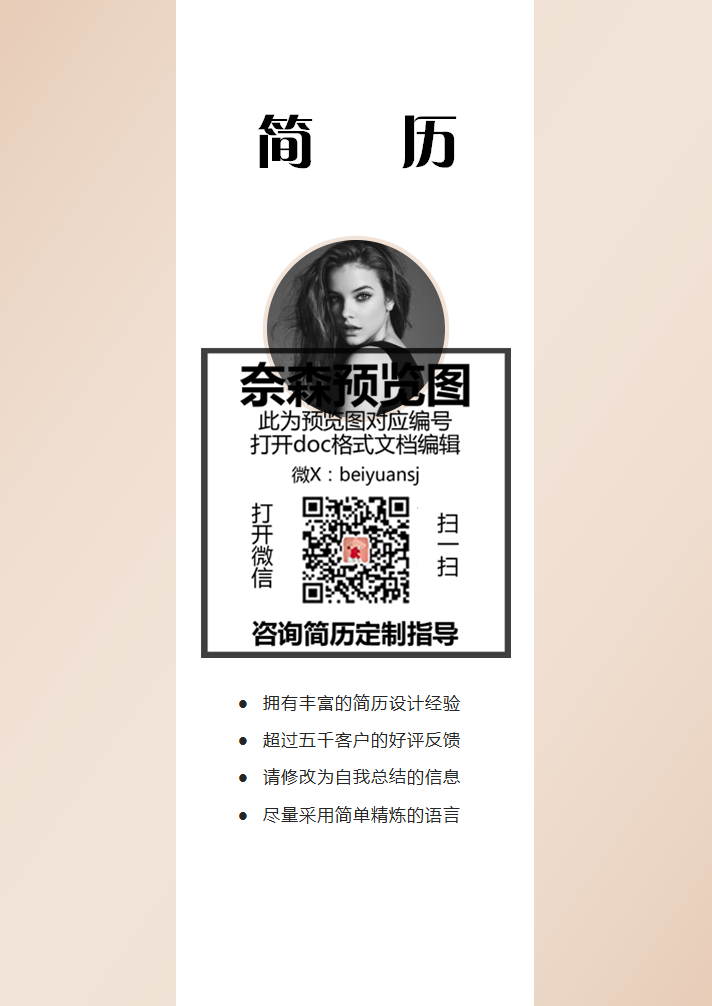 简 历
奈森预览图
此为预览图对应编号
打开doc格式文档编辑
微X：beiyuansj
打开微信
扫一扫
咨询简历定制指导
● 拥有丰富的简历设计经验
● 超过五千客户的好评反馈
● 请修改为自我总结的信息
● 尽量采用简单精炼的语言